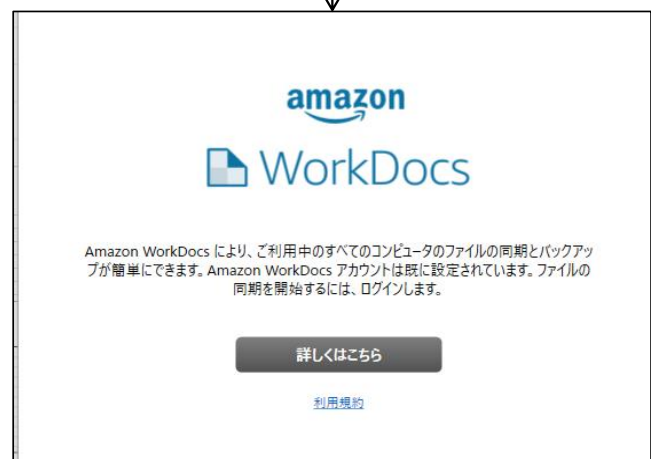 amazon
WorkDocs
Amazon WorkDocs により、ご利用中のすべてのコンピュータのファイルの同期とバックアッ
プが簡単にできます。Amazon WorkDocs アカウントは既に設定されています。ファイルの
同期を開始するには、ログインします。
詳しくはこちら
利用規約